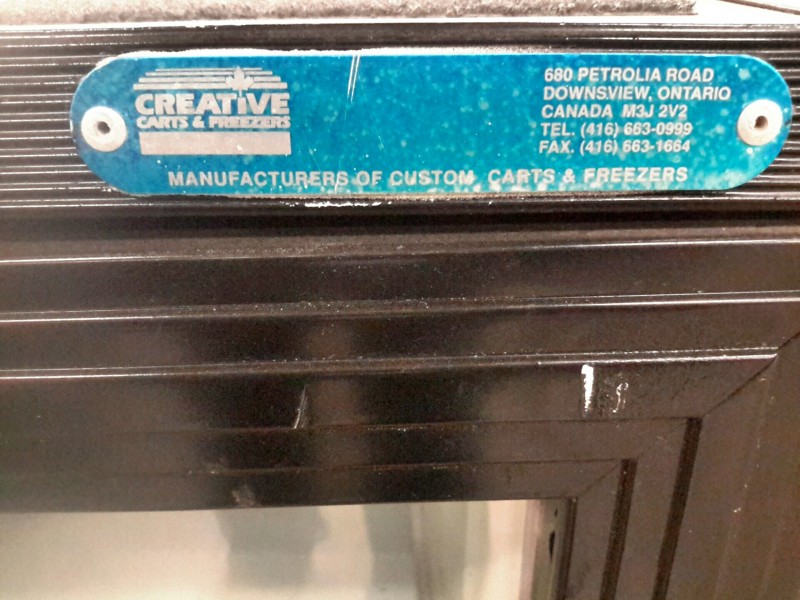 CREATIVE
CARTS & FREEZERS
680 PETROLIA ROAD
DOWNSVIEW, ONTARIO
CANADA M3J 2V2
TEL. (416) 663-0999
FAX. (416) 663-1664
MANUFACTURERS OF CUSTOM CARTS & FREEZERS